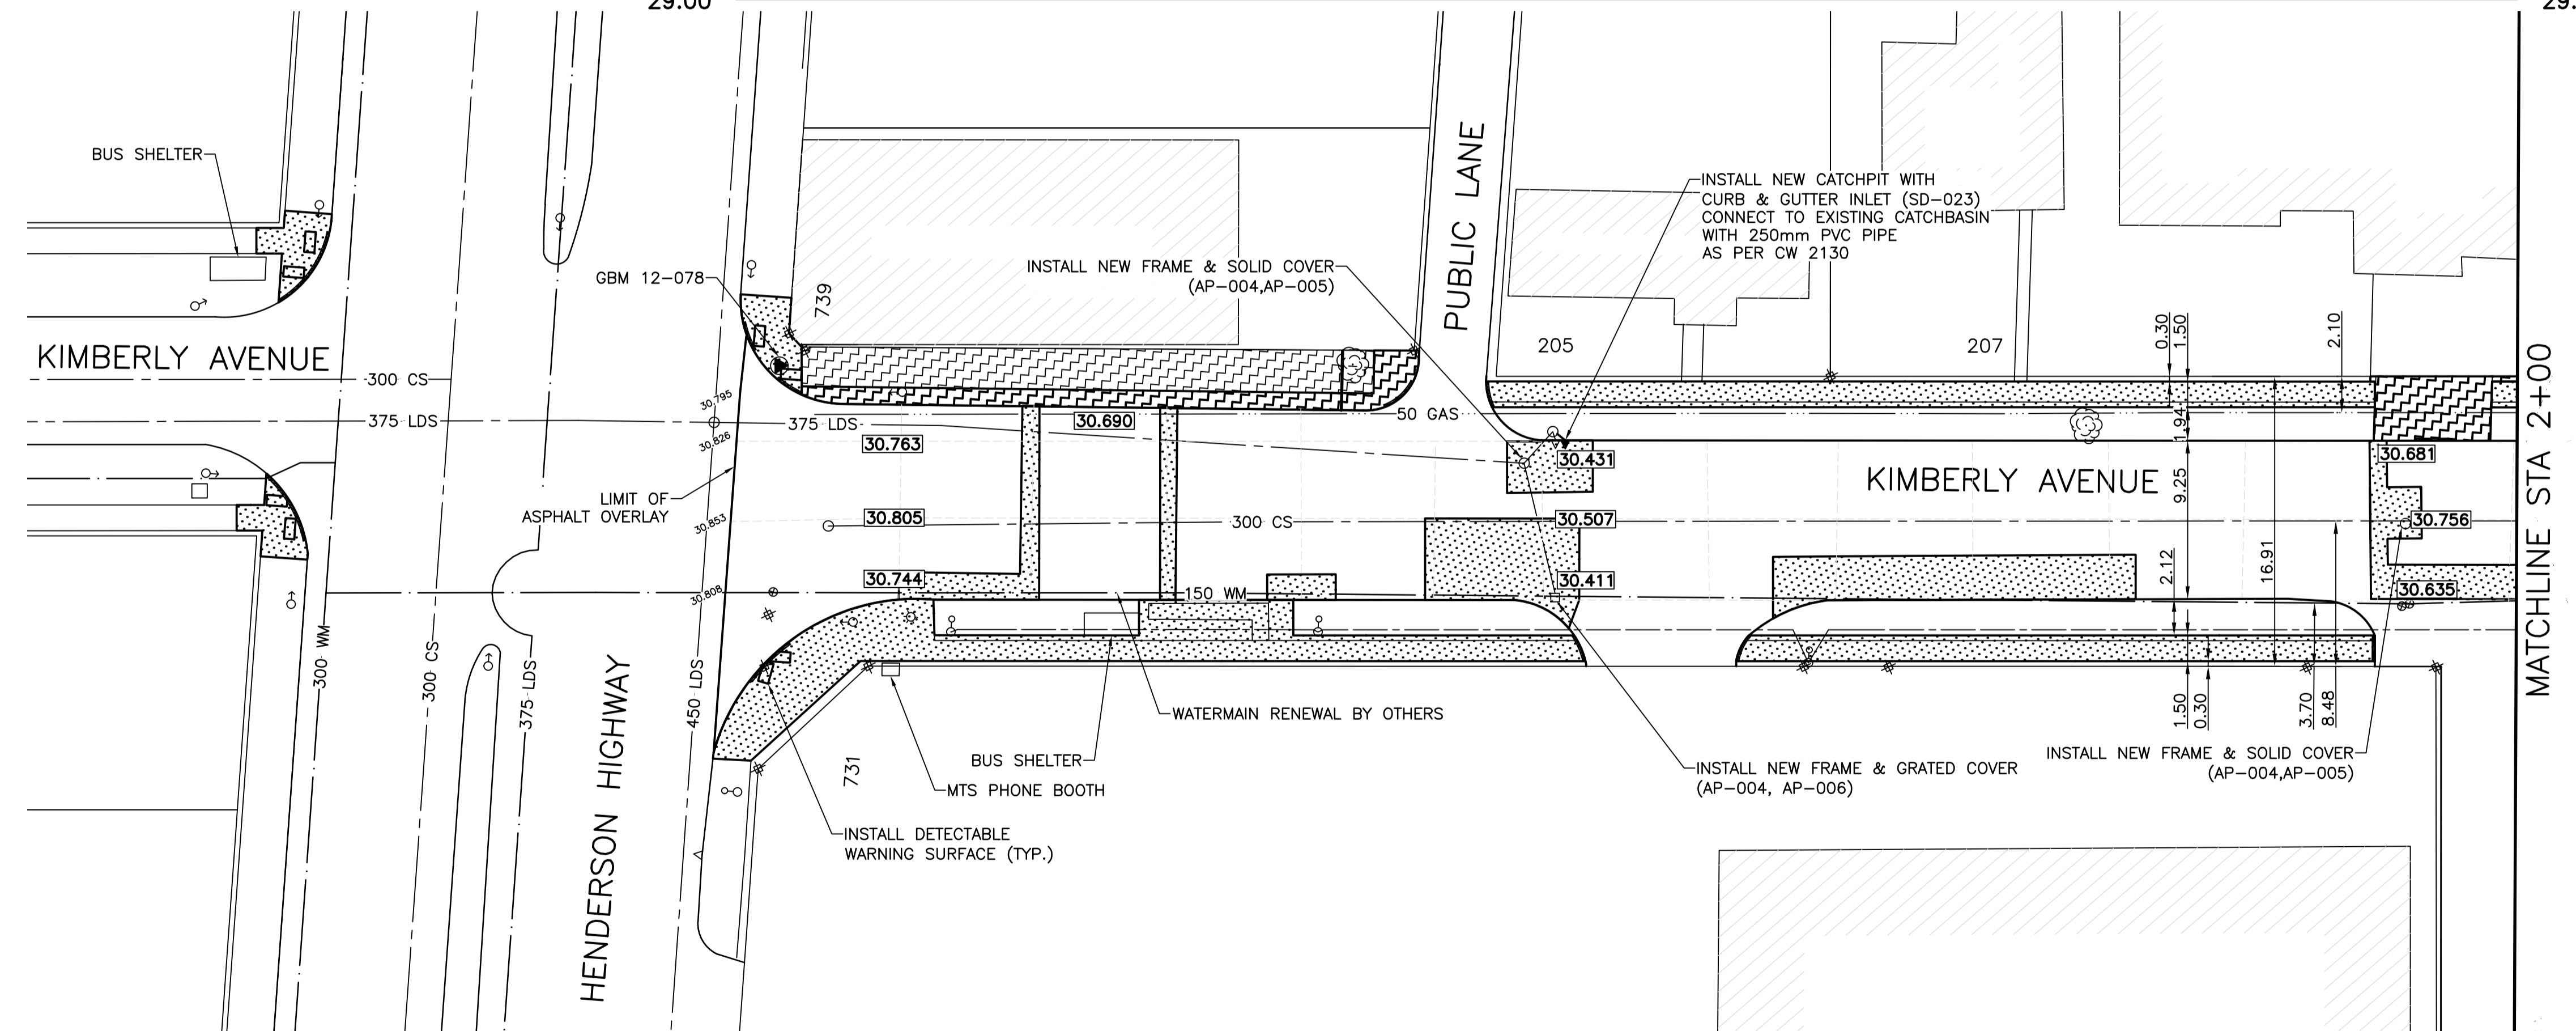 29.00
29.
BUS SHELTER
KIMBERLY AVENUE
300 CS
375 LDS
GBM 12-078
739
30.795
30.826
30.853
30.808
LIMIT OF
ASPHALT OVERLAY
300 WM
300 CS
375 LDS
HENDERSON HIGHWAY
450 LDS
375 LDS
30.763
30.805
30.744
30.690
300 CS
150 WM
50 GAS
INSTALL NEW FRAME & SOLID COVER
(AP-004,AP-005)
PUBLIC LANE
INSTALL NEW CATCHPIT WITH
CURB & GUTTER INLET (SD-023)
CONNECT TO EXISTING CATCHBASIN
WITH 250mm PVC PIPE
AS PER CW 2130
205
207
0.30
1.50
2.10
1.94
9.25
2.12
16.91
1.50
0.30
3.70
8.48
30.431
30.507
30.411
KIMBERLY AVENUE
30.681
30.756
30.635
MATCHLINE STA 2+00
WATERMAIN RENEWAL BY OTHERS
BUS SHELTER
MTS PHONE BOOTH
731
INSTALL DETECTABLE
WARNING SURFACE (TYP.)
INSTALL NEW FRAME & GRATED COVER
(AP-004, AP-006)
INSTALL NEW FRAME & SOLID COVER
(AP-004,AP-005)